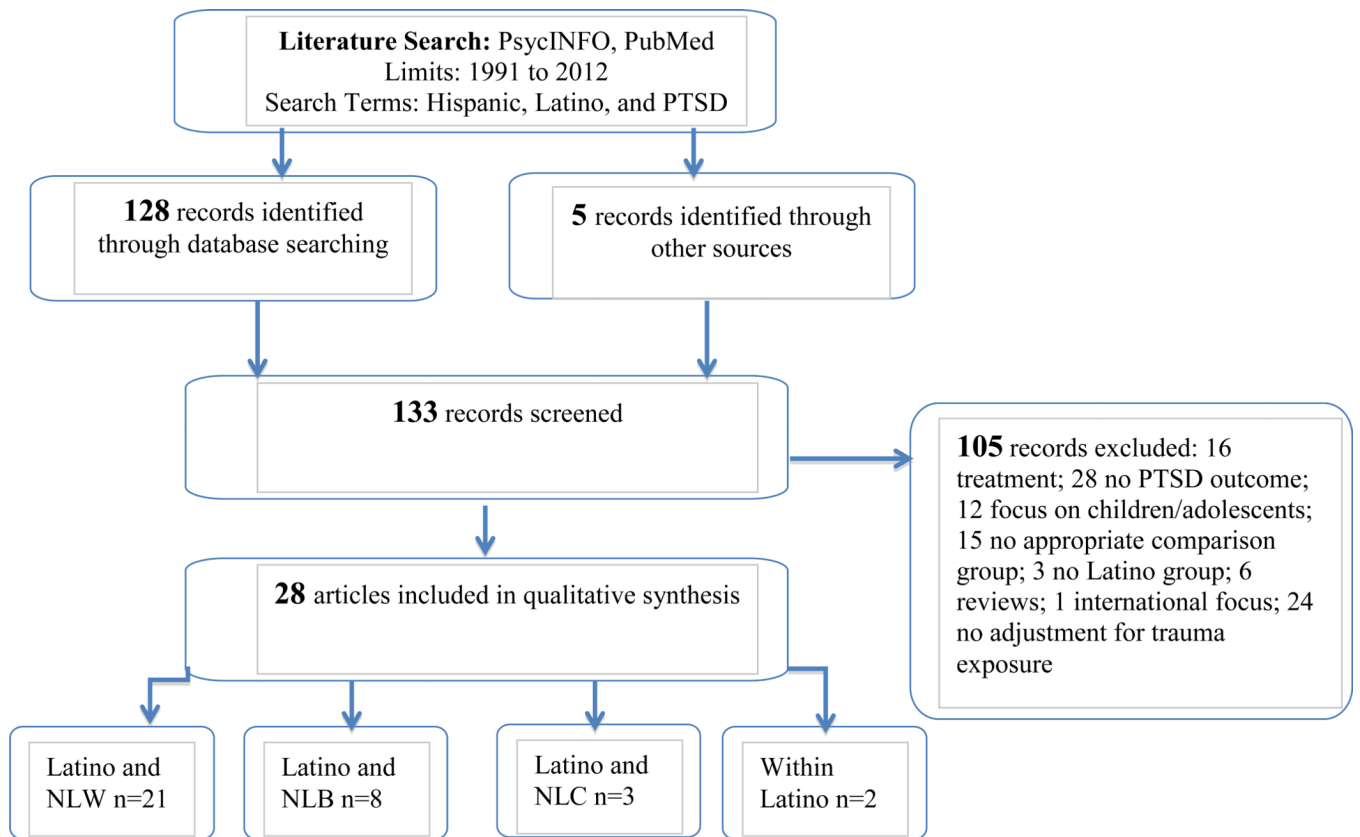 Literature Search: PsycINFO, PubMed
Limits: 1991 to 2012
Search Terms: Hispanic, Latino, and PTSD
128 records identified
through database searching
5 records identified through
other sources
133 records screened
105 records excluded: 16
treatment; 28 no PTSD outcome;
12 focus on children/adolescents;
15 no appropriate comparison
group; 3 no Latino group; 6
reviews; 1 international focus; 24
no adjustment for trauma
exposure
28 articles included in qualitative synthesis
Latino and
NLW n=21
Latino and
NLB n=8
Latino and
NLC n=3
Within
Latino n=2